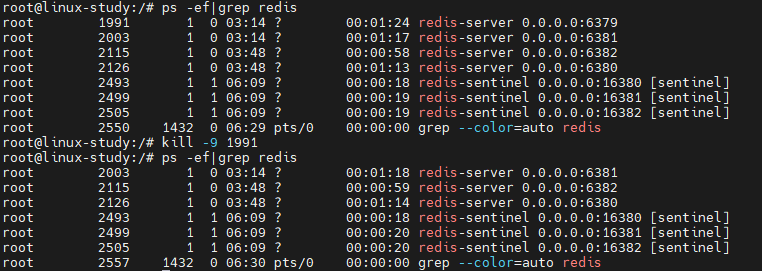 root@linux-study:/# ps -ef|grep redis
root 1991 1 0 03:14 ? 00:01:24 redis-server 0.0.0.0:6379
root 2003 1 0 03:14 ? 00:01:17 redis-server 0.0.0.0:6381
root 2115 1 0 03:48 ? 00:00:58 redis-server 0.0.0.0:6382
root 2126 1 0 03:48 ? 00:01:13 redis-server 0.0.0.0:6380
root 2493 1 1 06:09 ? 00:00:18 redis-sentinel 0.0.0.0:16380 [sentinel]
root 2499 1 1 06:09 ? 00:00:19 redis-sentinel 0.0.0.0:16381 [sentinel]
root 2505 1 1 06:09 ? 00:00:19 redis-sentinel 0.0.0.0:16382 [sentinel]
root 2550 1432 0 06:29 pts/0 00:00:00 grep --color=auto redis
root@linux-study:/# kill -9 1991
root@linux-study:/# ps -ef|grep redis
root 2003 1 0 03:14 ? 00:01:18 redis-server 0.0.0.0:6381
root 2115 1 0 03:48 ? 00:00:59 redis-server 0.0.0.0:6382
root 2126 1 0 03:48 ? 00:01:14 redis-server 0.0.0.0:6380
root 2493 1 1 06:09 ? 00:00:18 redis-sentinel 0.0.0.0:16380 [sentinel]
root 2499 1 1 06:09 ? 00:00:20 redis-sentinel 0.0.0.0:16381 [sentinel]
root 2505 1 1 06:09 ? 00:00:20 redis-sentinel 0.0.0.0:16382 [sentinel]
root 2557 1432 0 06:30 pts/0 00:00:00 grep --color=auto redis